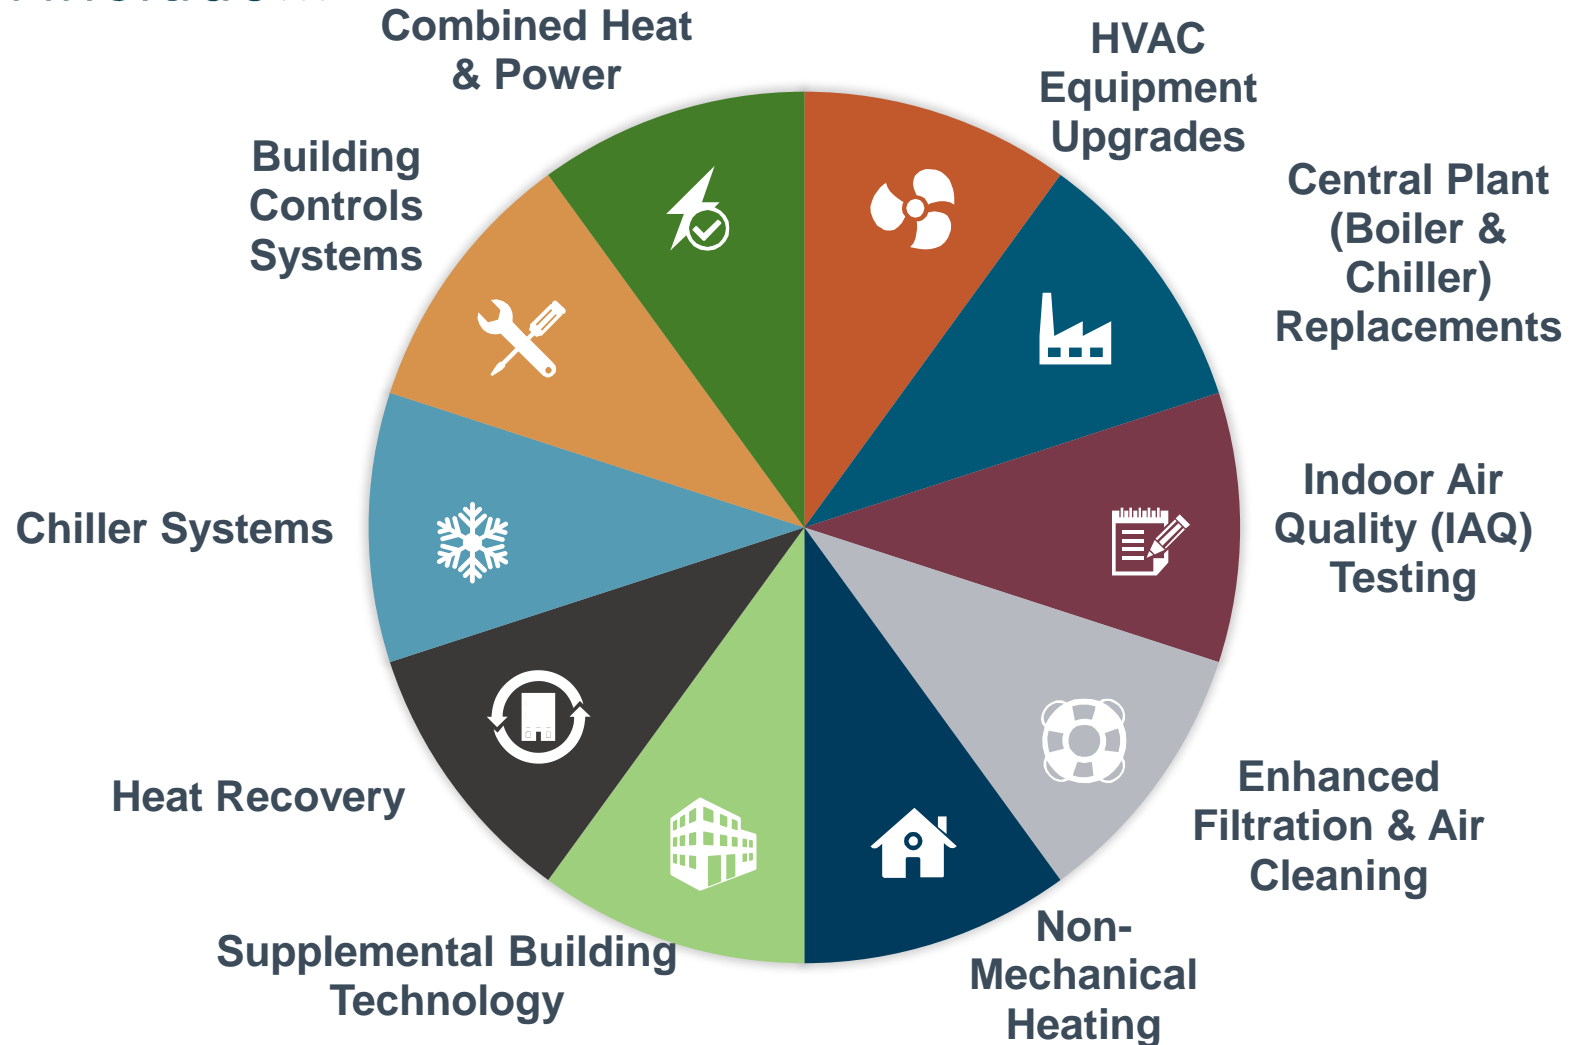 Combined Heat
& Power
HVAC
Equipment
Upgrades
Central Plant
(Boiler &
Chiller)
Replacements
Indoor Air
Quality (IAQ)
Testing
Enhanced
Filtration & Air
Cleaning
Non-
Mechanical
Heating
Supplemental Building
Technology
Heat Recovery
Chiller Systems
Building
Controls
Systems